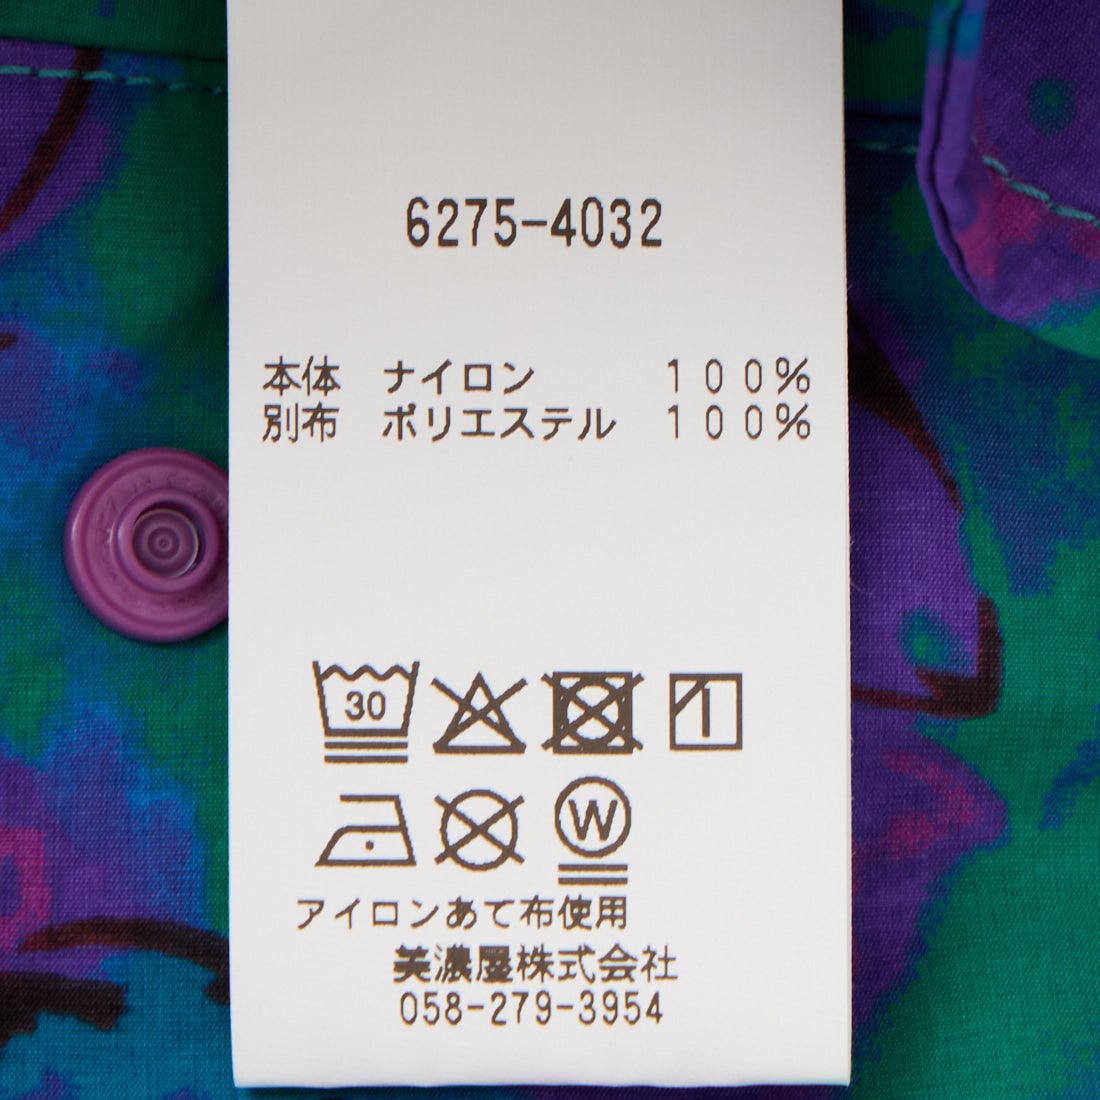 6275-4032
本体 ナイロン 100%
別布 ポリエステル 100%
30
W
アイロンあて布使用
美濃屋株式会社
058-279-3954